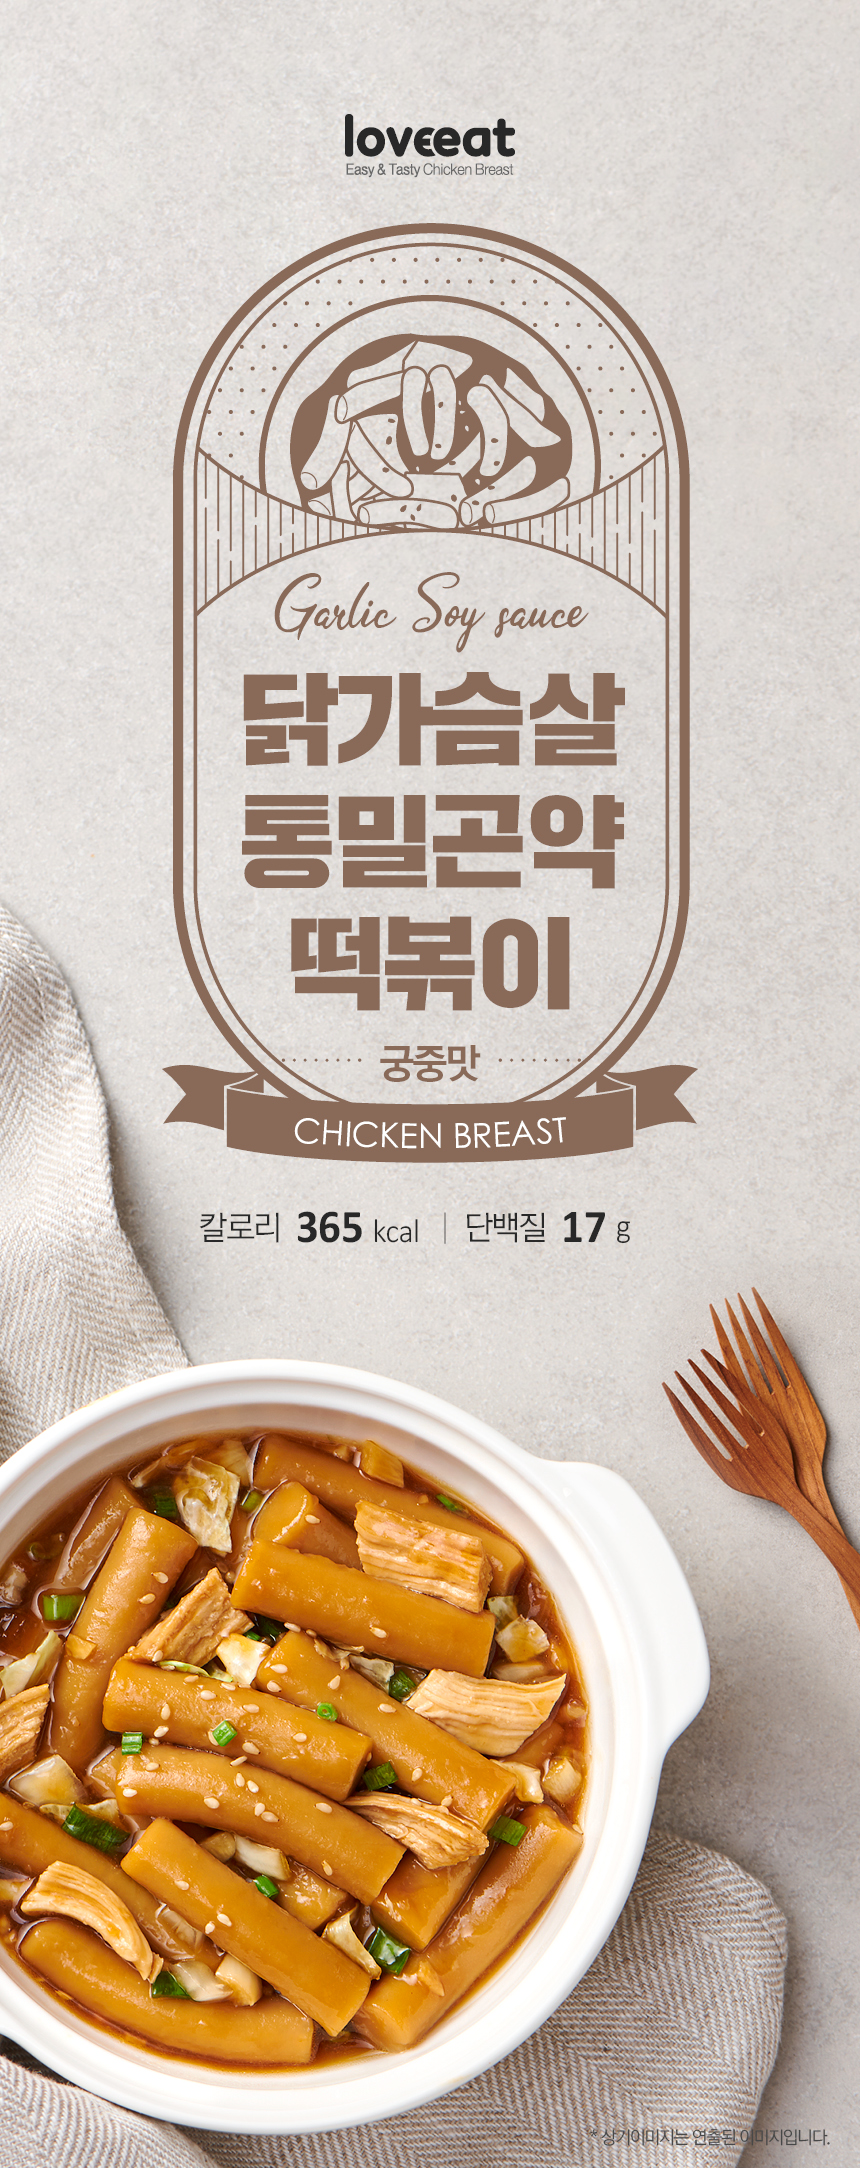 loveeat
Easy & Tasty Chicken Breast
Garlic Soy sauce
닭가슴살
통밀곤약
떡볶이
궁중맛
CHICKEN BREAST
칼로리 365 kcal | 단백질 17 g
* 상기이미지는 연출된 이미지입니다.